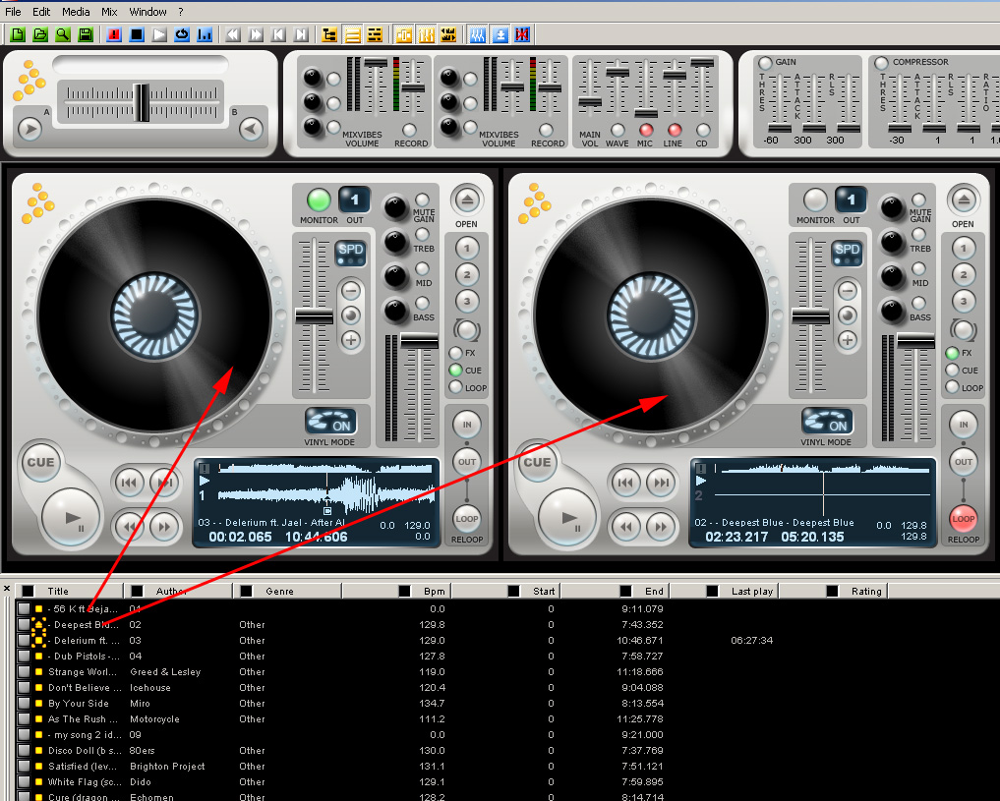 File Edit Media Mix Window ?
A B
MIXVIBES VOLUME RECORD
MIXVIBES VOLUME RECORD
MAIN VOL WAVE MIC LINE CD
GAIN
THRES ATTACK RLS
-60 300 300
COMPRESSOR
THRES ATTACK RLS RATIO
-30 1 1 1.0
MONITOR 1 OUT
MUTE GAIN
OPEN
SPD
TREB
MID
BASS
1
2
3
FX
CUE
LOOP
ON
VINYL MODE
IN
OUT
LOOP
RELOOP
CUE
1
03 - - Delerium ft. Jael - After Al 0.0 129.0
00:02.065 10:44.606 0.0
MONITOR 1 OUT
MUTE GAIN
OPEN
SPD
TREB
MID
BASS
1
2
3
FX
CUE
LOOP
ON
VINYL MODE
IN
OUT
LOOP
RELOOP
CUE
2
02 - - Deepest Blue - Deepest Blue 0.0 129.8
02:23.217 05:20.135 129.8
Title Author Genre Bpm Start End Last play Rating
- 56 K ft Deja... 01 0.0 0 9:11.079
- Deepest Blu... 02 Other 129.8 0 7:43.352
- Delerium ft. ... 03 Other 129.0 0 10:46.671 06:27:34
- Dub Pistols -... 04 Other 127.8 0 7:58.727
Strange Worl... Greed & Lesley Other 119.0 0 11:18.666
Don't Believe ... Icehouse Other 120.4 0 9:04.088
By Your Side Miro Other 134.7 0 8:13.554
As The Rush ... Motorcycle Other 111.2 0 11:25.778
- my song 2 id... 09 0.0 0 9:21.000
Disco Doll (b s... 80ers Other 130.0 0 7:37.769
Satisfied (lev... Brighton Project Other 131.1 0 7:51.121
White Flag (sc... Dido Other 129.1 0 7:59.895
Cure (dragon ... Echomen Other 128.2 0 8:14.714